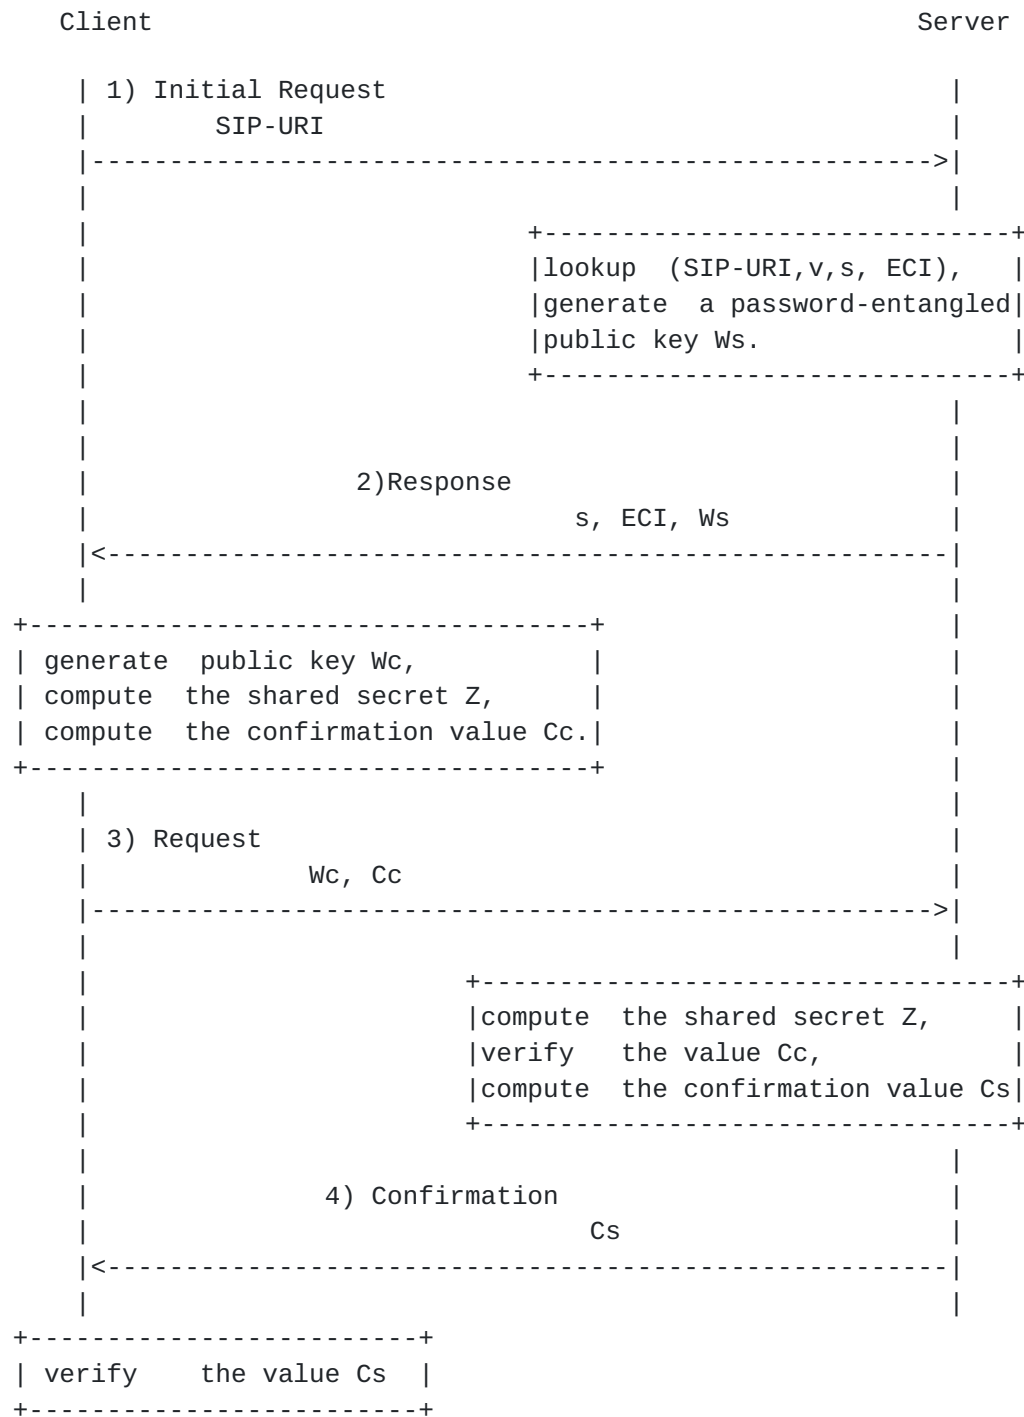 Client Server
| 1) Initial Request |
| SIP-URI |
|------------------------------------------------------>|
| |
| +------------------------------+
| |lookup (SIP-URI,v,s, ECI), |
| |generate a password-entangled|
| |public key Ws. |
| +------------------------------+
| |
| |
| 2)Response |
| s, ECI, Ws |
|<------------------------------------------------------|
| |
+------------------------------------+ |
| generate public key Wc, | |
| compute the shared secret Z, | |
| compute the confirmation value Cc.| |
+------------------------------------+ |
| |
| 3) Request |
| Wc, Cc |
|------------------------------------------------------>|
| |
| +----------------------------------+
| |compute the shared secret Z, |
| |verify the value Cc, |
| |compute the confirmation value Cs|
| +----------------------------------+
| |
| 4) Confirmation |
| Cs |
|<------------------------------------------------------|
| |
+-------------------------+
| verify the value Cs |
+-------------------------+